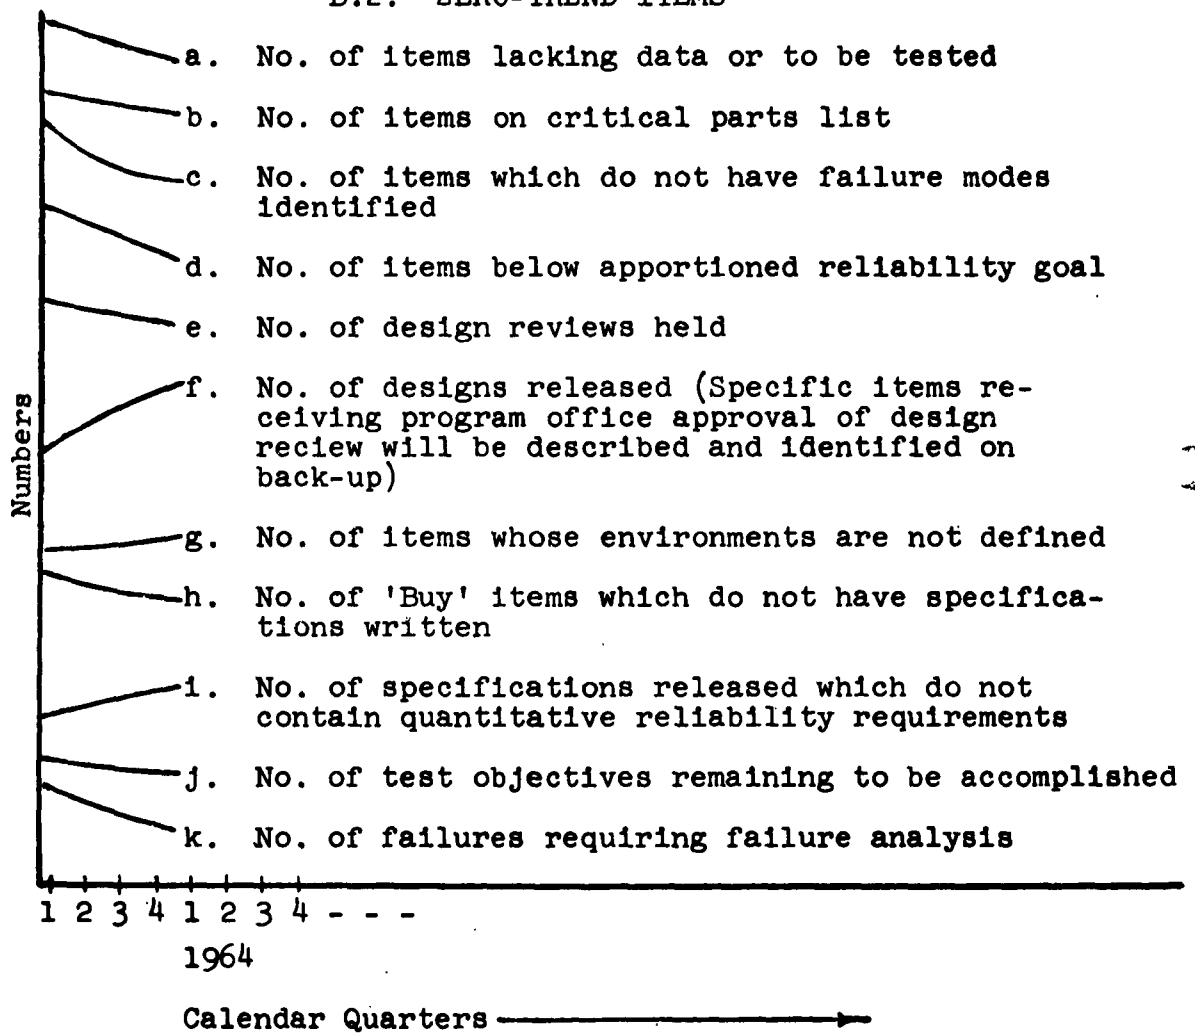 D.2. ZERO-TREND ITEMS
a. No. of items lacking data or to be tested
b. No. of items on critical parts list
c. No. of items which do not have failure modes
identified
d. No. of items below apportioned reliability goal
e. No. of design reviews held
f. No. of designs released (Specific items re-
ceiving program office approval of design
reciew will be described and identified on
back-up)
Numbers
g. No. of items whose environments are not defined
h. No. of 'Buy' items which do not have specifica-
tions written
i. No. of specifications released which do not
contain quantitative reliability requirements
j. No. of test objectives remaining to be accomplished
k. No. of failures requiring failure analysis
1 2 3 4 1 2 3 4 - - -
1964
Calendar Quarters